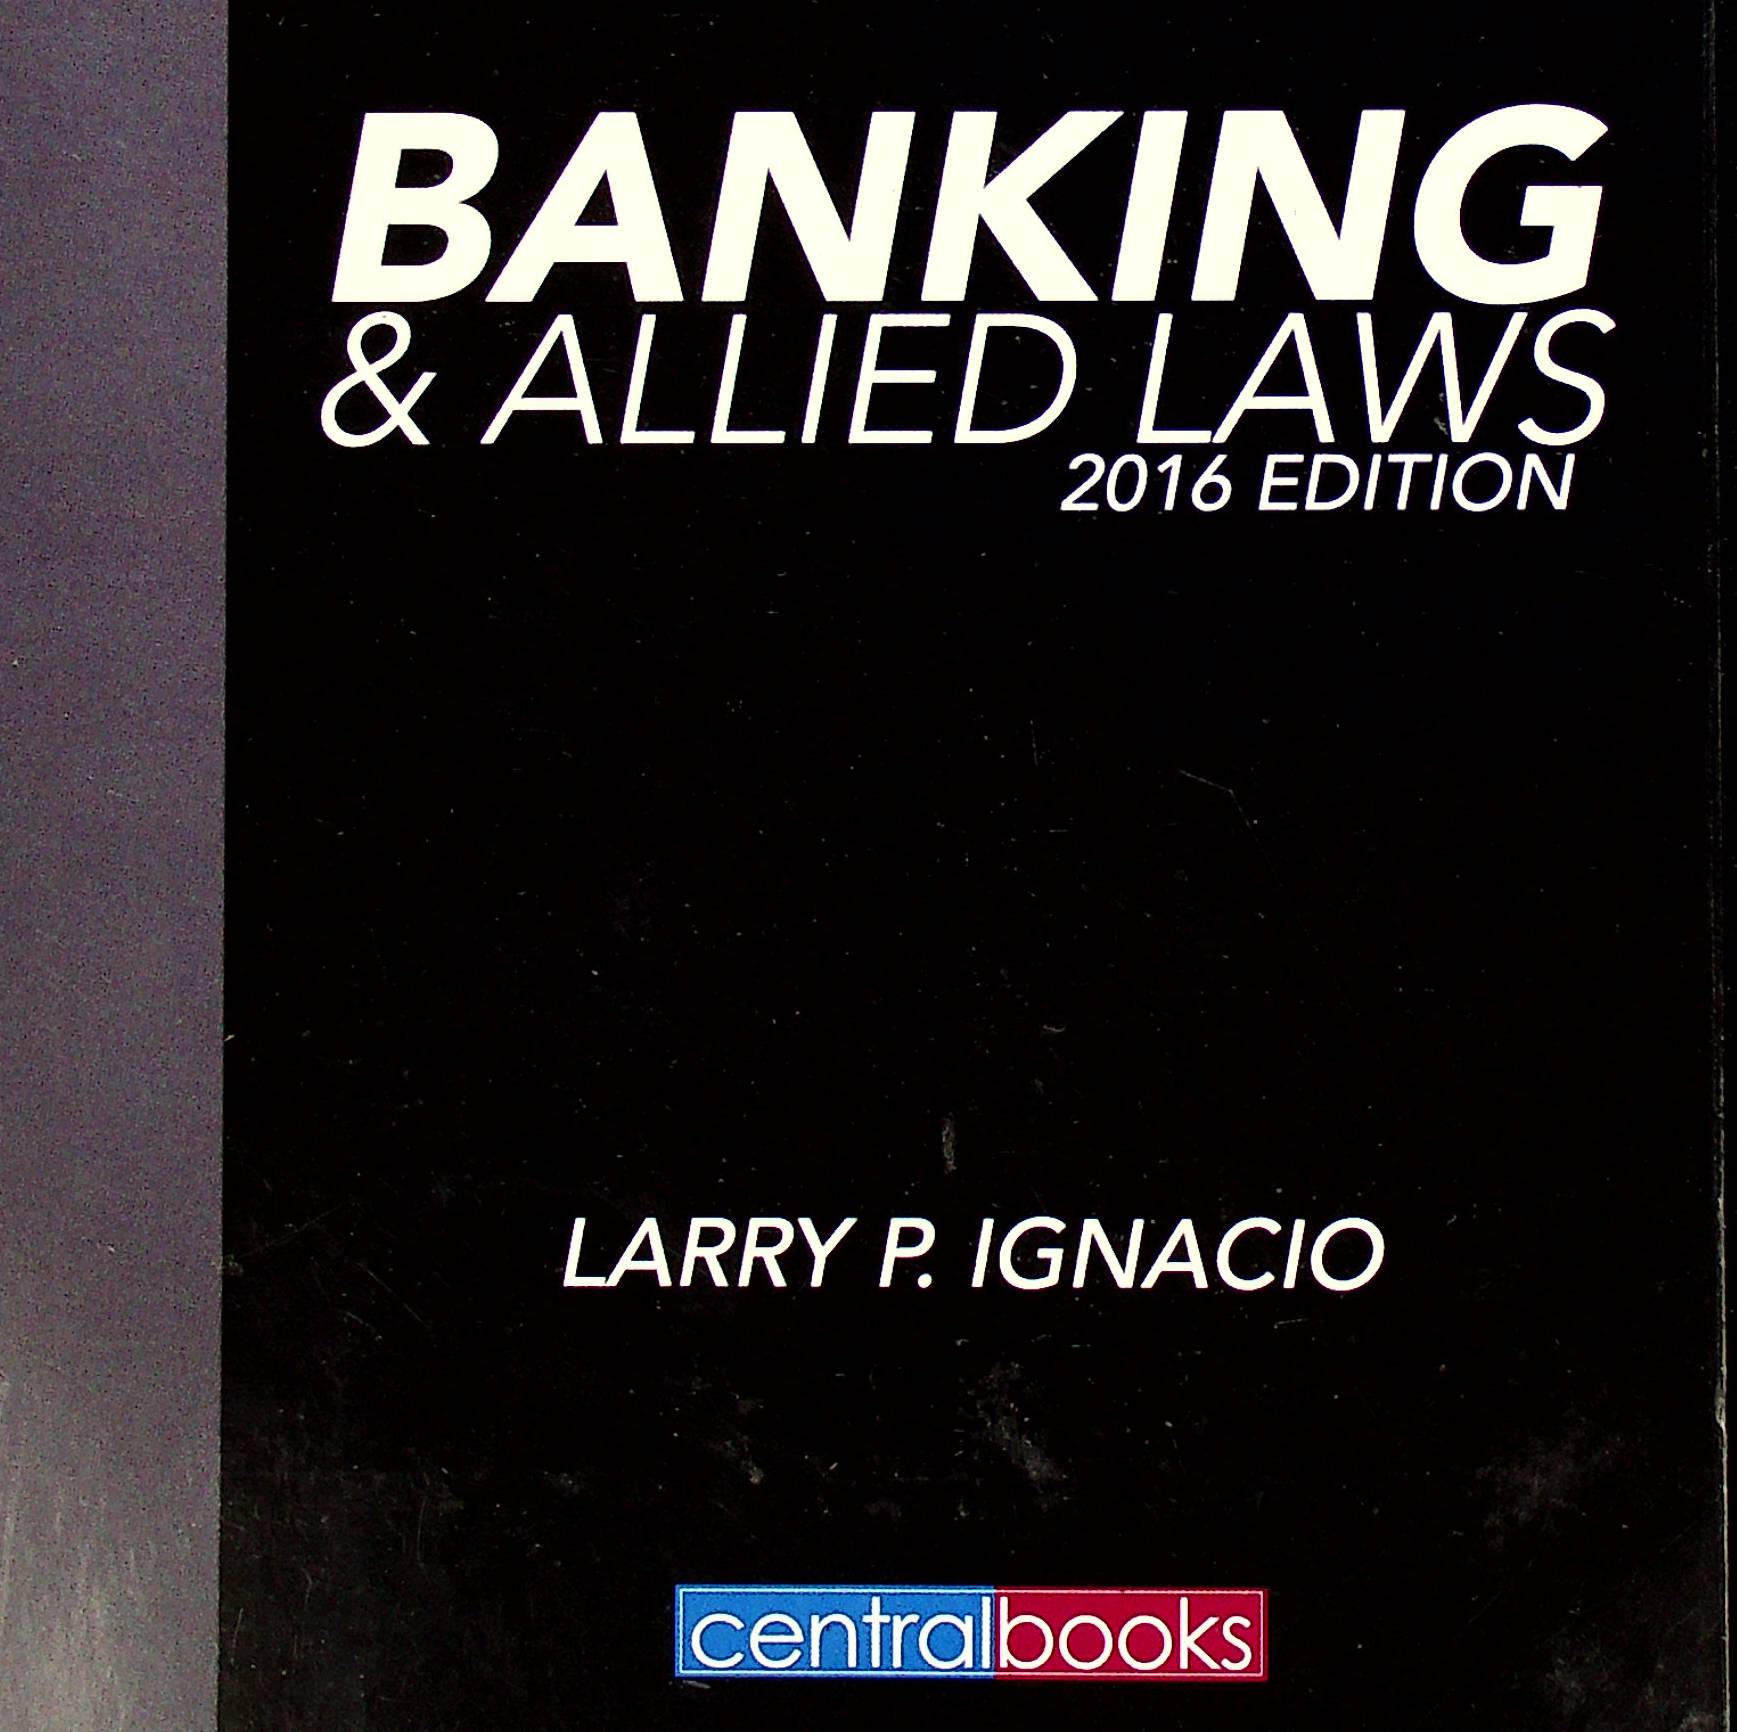 BANKING
& ALLIED LAWS
2016 EDITION
LARRY P. IGNACIO
centralbooks